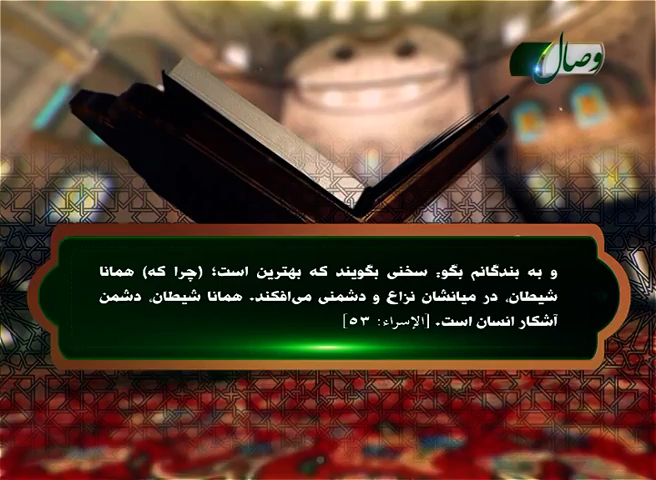 وصال
و به بندگانم بگو: سخنی بگویند که بهترین است؛ (چرا که) همانا
شیطان، در میانشان نزاع و دشمنی می‌افکند. همانا شیطان، دشمن
آشکار انسان است. [الإسراء: ٥٣]